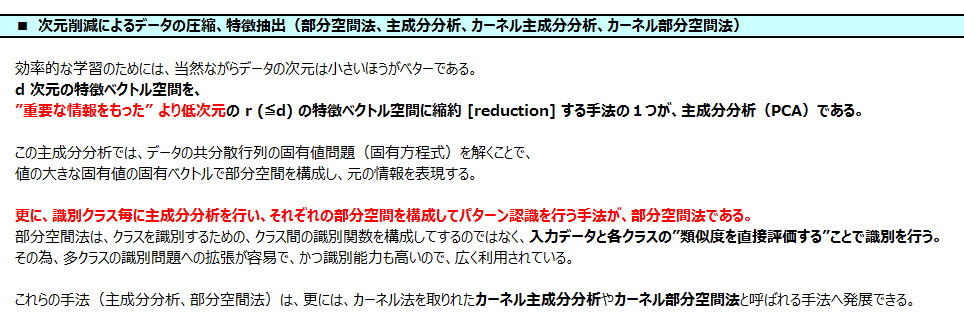 ■ 次元削減によるデータの圧縮、特徴抽出（部分空間法、主成分分析、カーネル主成分分析、カーネル部分空間法）
効率的な学習のためには、当然ながらデータの次元は小さいほうがベターである。
d 次元の特徴ベクトル空間を、
”重要な情報をもった” より低次元の r (≦d) の特徴ベクトル空間に縮約 [reduction] する手法の１つが、主成分分析（PCA）である。
この主成分分析では、データの共分散行列の固有値問題（固有方程式）を解くことで、
値の大きな固有値の固有ベクトルで部分空間を構成し、元の情報を表現する。
更に、識別クラス毎に主成分分析を行い、それぞれの部分空間を構成してパターン認識を行う手法が、部分空間法である。
部分空間法は、クラスを識別するための、クラス間の識別関数を構成してするのではなく、入力データと各クラスの”類似度を直接評価する”ことで識別を行う。
その為、多クラスの識別問題への拡張が容易で、かつ識別能力も高いので、広く利用されている。
これらの手法（主成分分析、部分空間法）は、更には、カーネル法を取りれたカーネル主成分分析やカーネル部分空間法と呼ばれる手法へ発展できる。